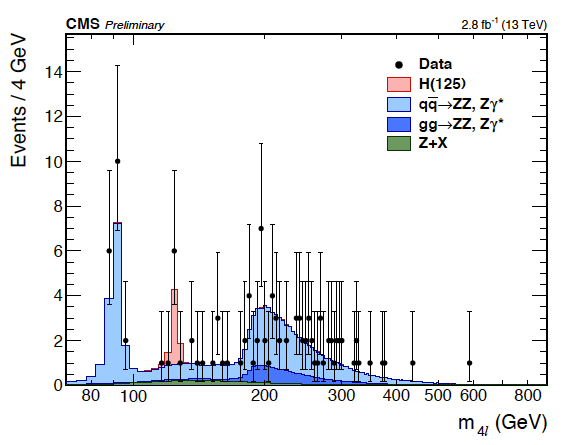 CMS Preliminary 2.8 fb⁻¹ (13 TeV)
Events / 4 GeV
14
12
10
8
6
4
2
0
Data
H(125)
qq̅→ZZ, Zγ*
gg→ZZ, Zγ*
Z+X
80 100 200 300 400 500 600 800
m4l (GeV)